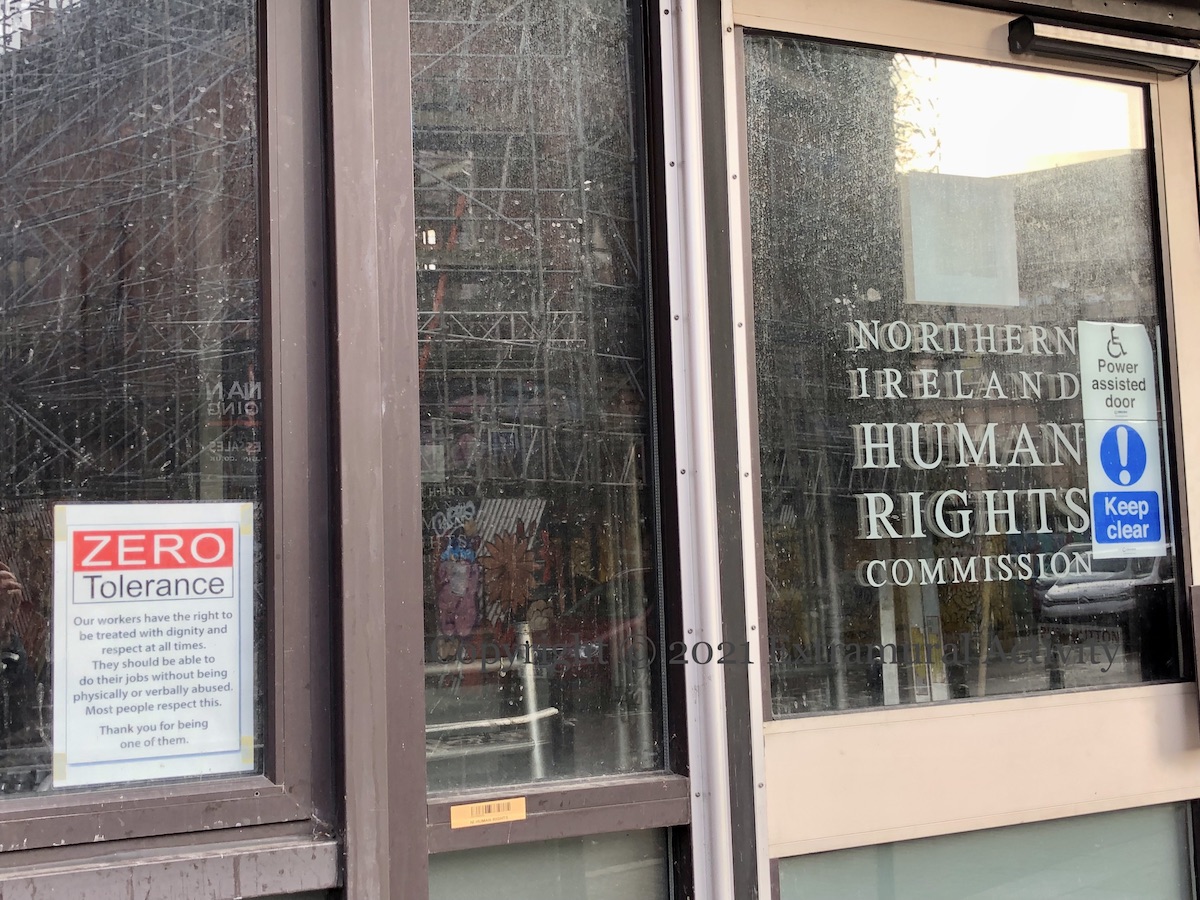 ZERO
Tolerance
Our workers have the right to
be treated with dignity and
respect at all times.
They should be able to
do their jobs without being
physically or verbally abused.
Most people respect this.
Thank you for being
one of them.
NORTHERN
IRELAND
HUMAN
RIGHTS
COMMISSION
Power
assisted
door
Keep
clear
Copyright © 2021 Extramural Activity